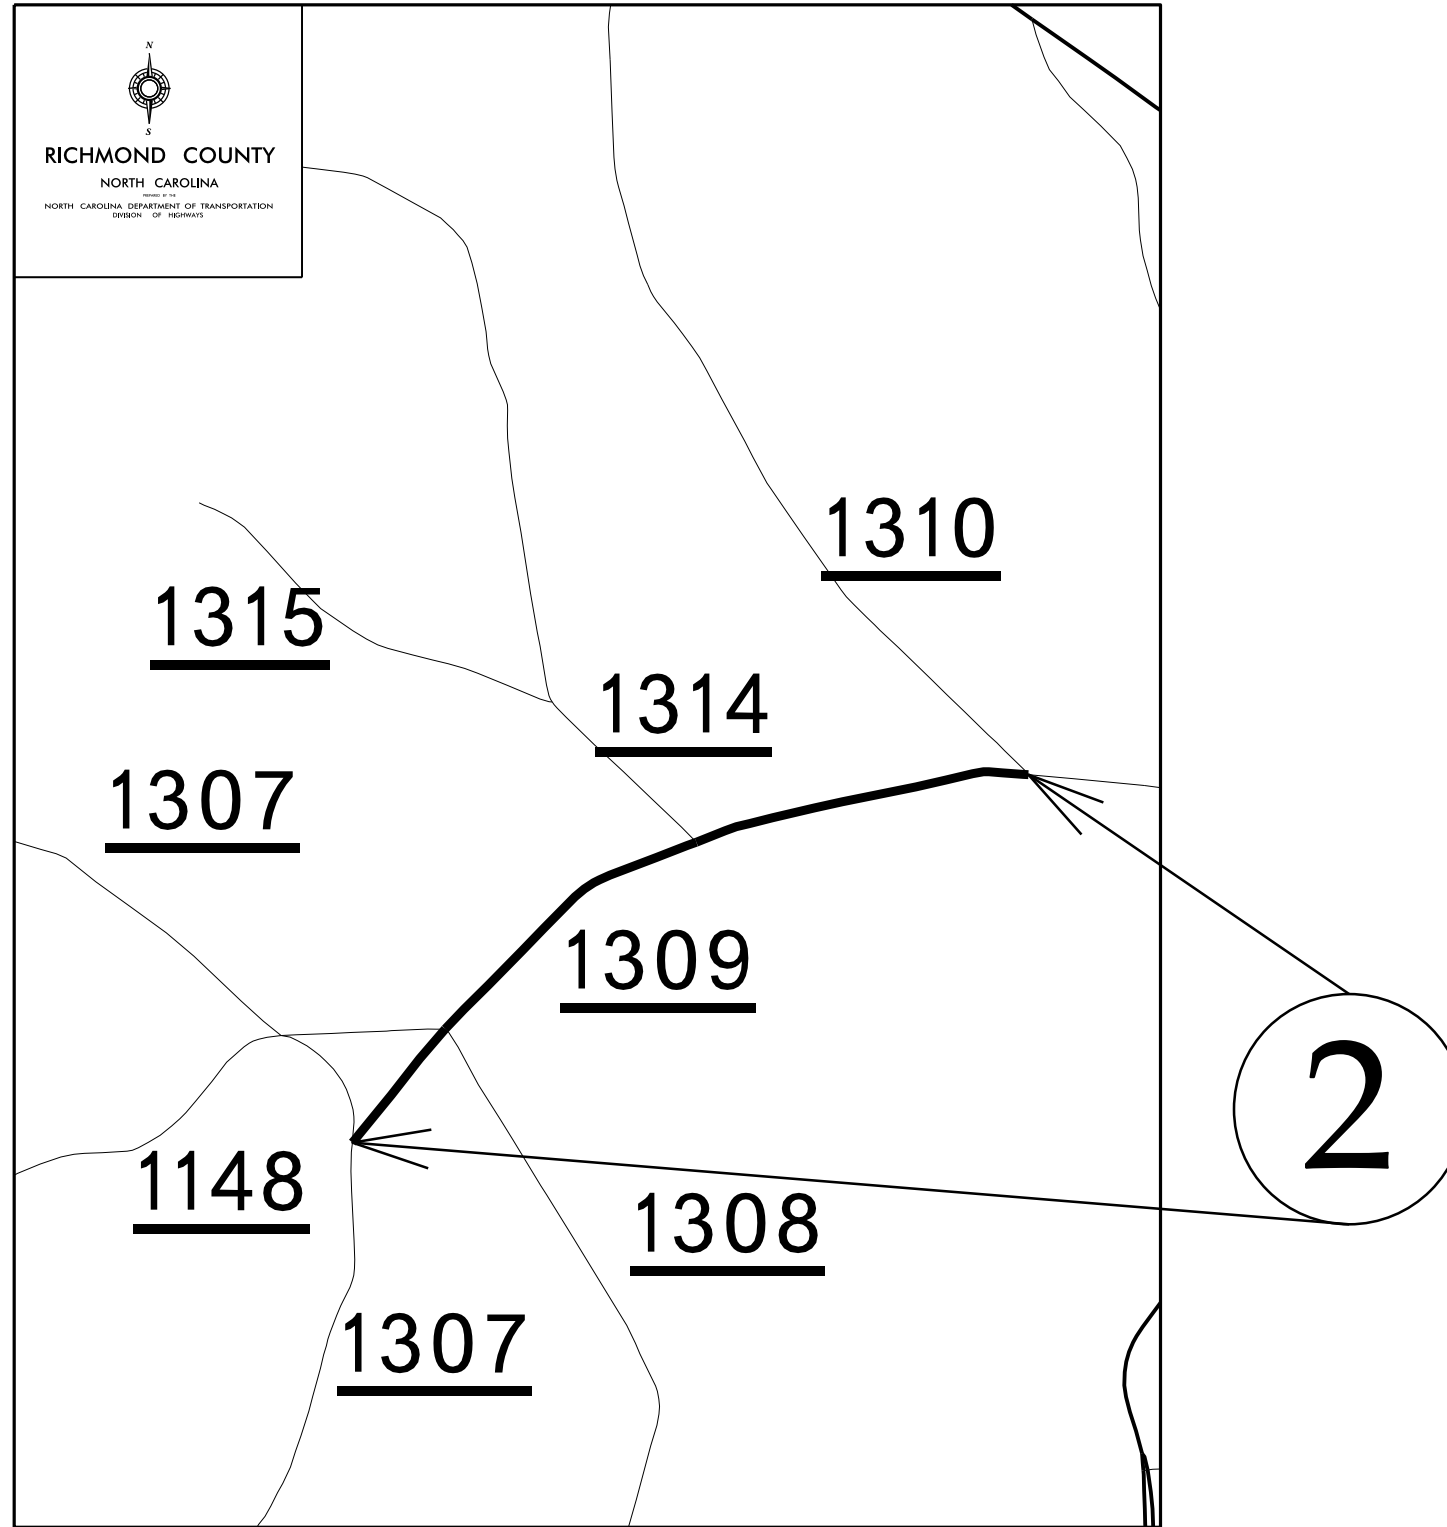 N
S
RICHMOND COUNTY
NORTH CAROLINA
PREPARED BY THE
NORTH CAROLINA DEPARTMENT OF TRANSPORTATION
DIVISION OF HIGHWAYS
1310
1315
1314
1307
1309
2
1148
1308
1307